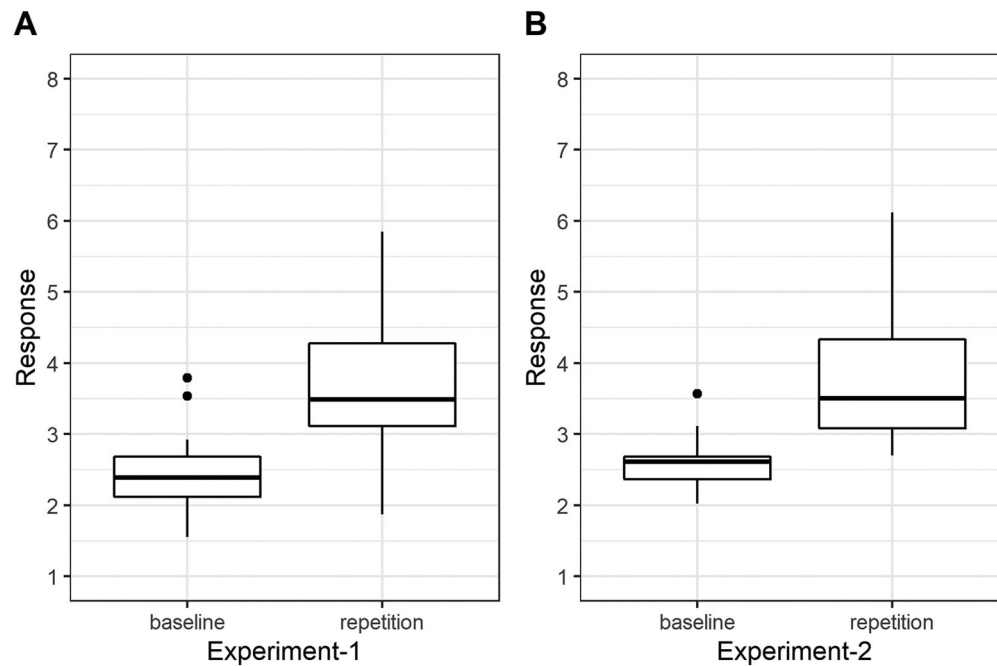 A
Response
8
7
6
5
4
3
2
1
baseline repetition
Experiment-1
B
Response
8
7
6
5
4
3
2
1
baseline repetition
Experiment-2